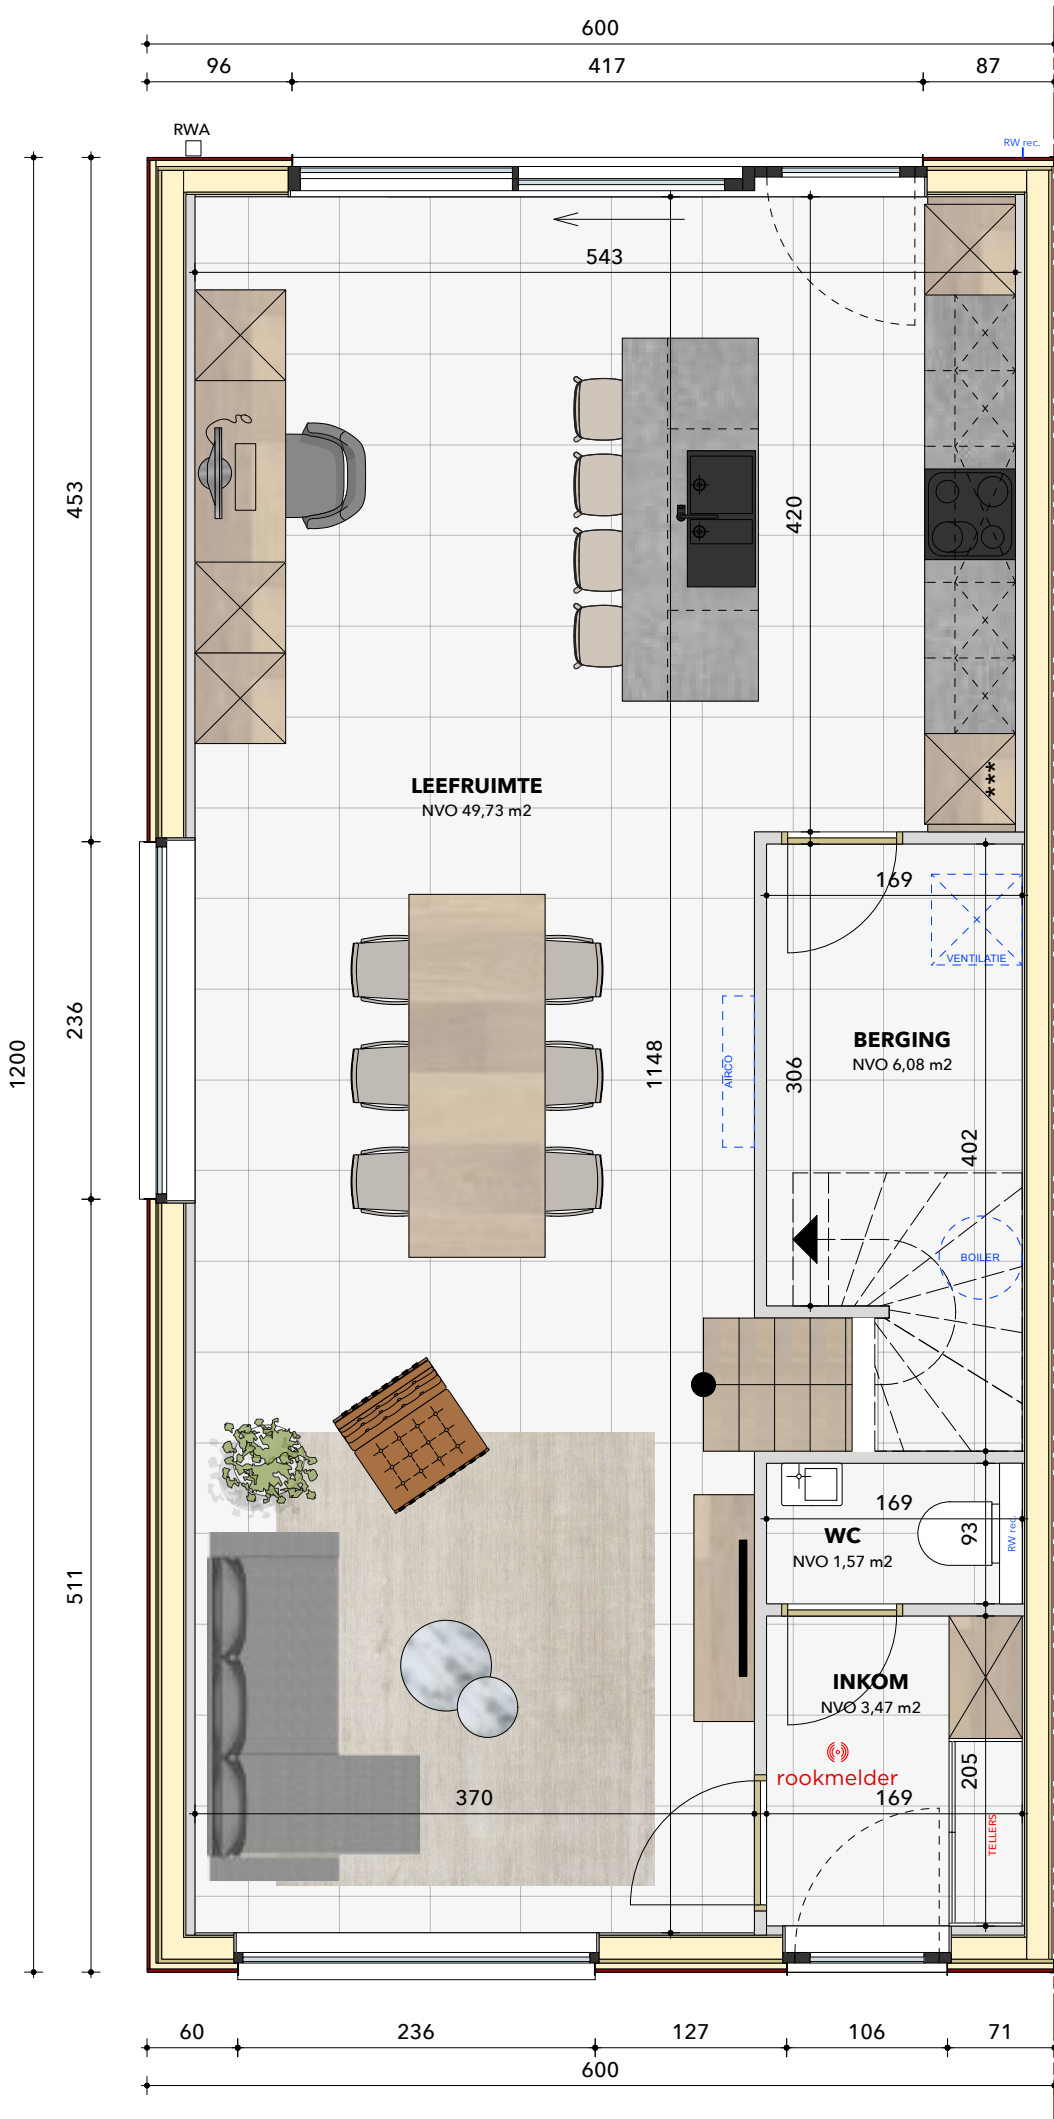 600
96
417
87
RWA
RW rec.
543
453
420
***
LEEFRUIMTE
NVO 49,73 m2
169
VENTILATIE
236
1200
AIRCO
1148
306
BERGING
NVO 6,08 m2
402
BOILER
169
WC
NVO 1,57 m2
93
RW rec.
511
INKOM
NVO 3,47 m2
rookmelder
205
370
169
TELLERS
60
236
127
106
71
600